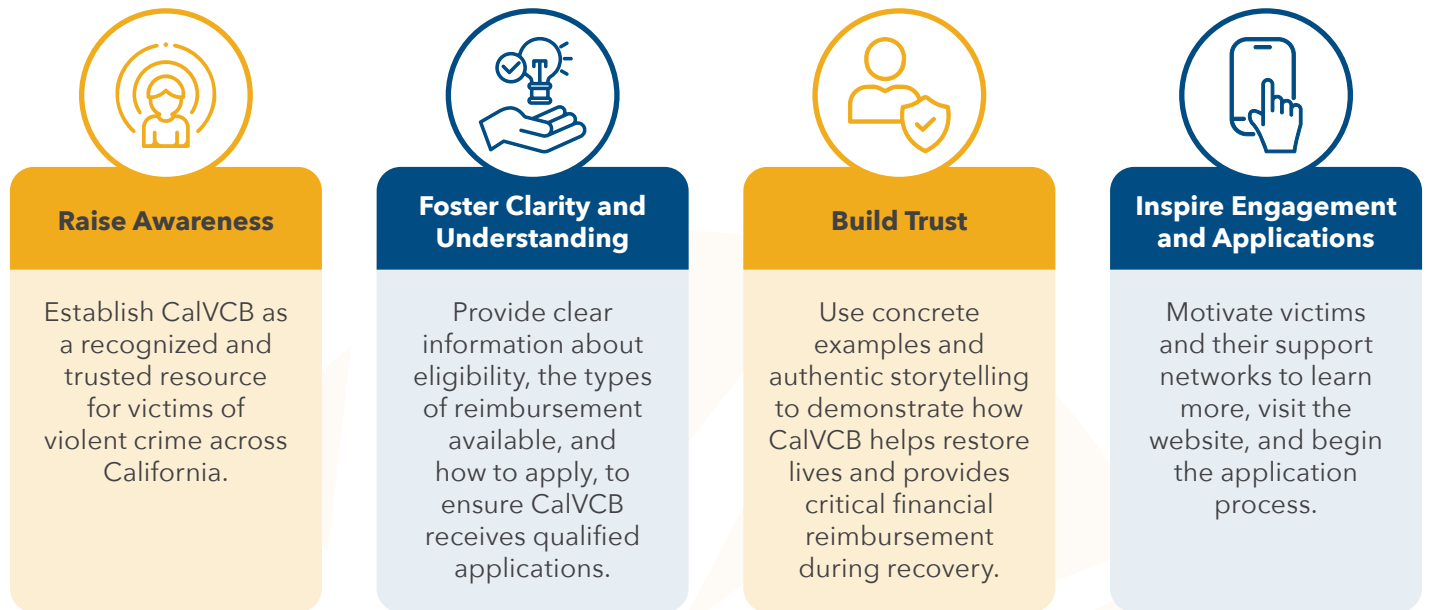 Raise Awareness
Establish CalVCB as
a recognized and
trusted resource
for victims of
violent crime across
California.
Foster Clarity and
Understanding
Provide clear
information about
eligibility, the types
of reimbursement
available, and
how to apply, to
ensure CalVCB
receives qualified
applications.
Build Trust
Use concrete
examples and
authentic storytelling
to demonstrate how
CalVCB helps restore
lives and provides
critical financial
reimbursement
during recovery.
Inspire Engagement
and Applications
Motivate victims
and their support
networks to learn
more, visit the
website, and begin
the application
process.